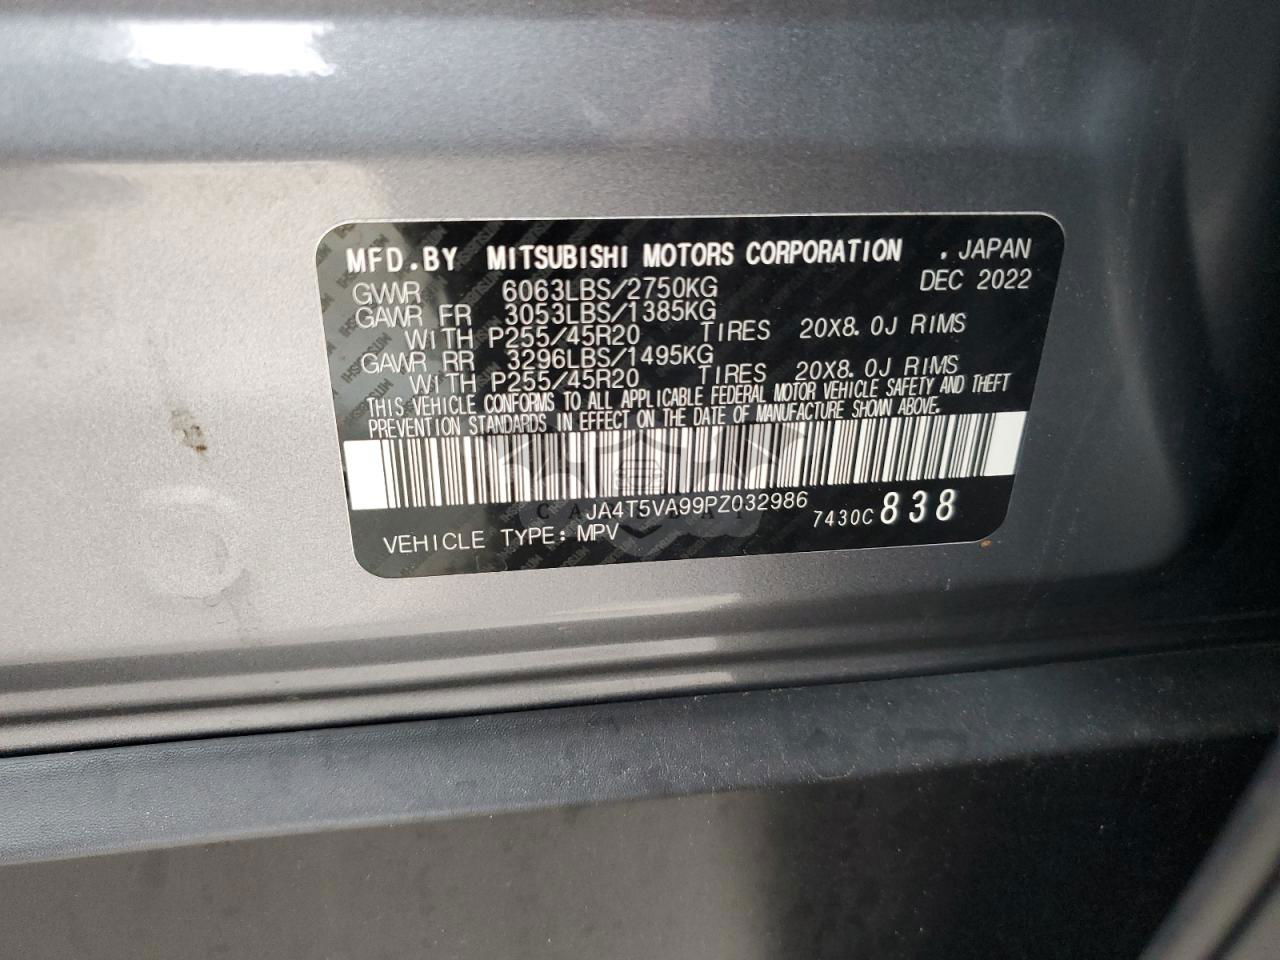 MFD.BY MITSUBISHI MOTORS CORPORATION . JAPAN
GVWR 6063LBS/2750KG DEC 2022
GAWR FR 3053LBS/1385KG
WITH P255/45R20 TIRES 20X8.0J RIMS
GAWR RR 3296LBS/1495KG
WITH P255/45R20 TIRES 20X8.0J RIMS
THIS VEHICLE CONFORMS TO ALL APPLICABLE FEDERAL MOTOR VEHICLE SAFETY AND THEFT
PREVENTION STANDARDS IN EFFECT ON THE DATE OF MANUFACTURE SHOWN ABOVE.
JA4T5VA99PZ032986
7430C 838
VEHICLE TYPE: MPV